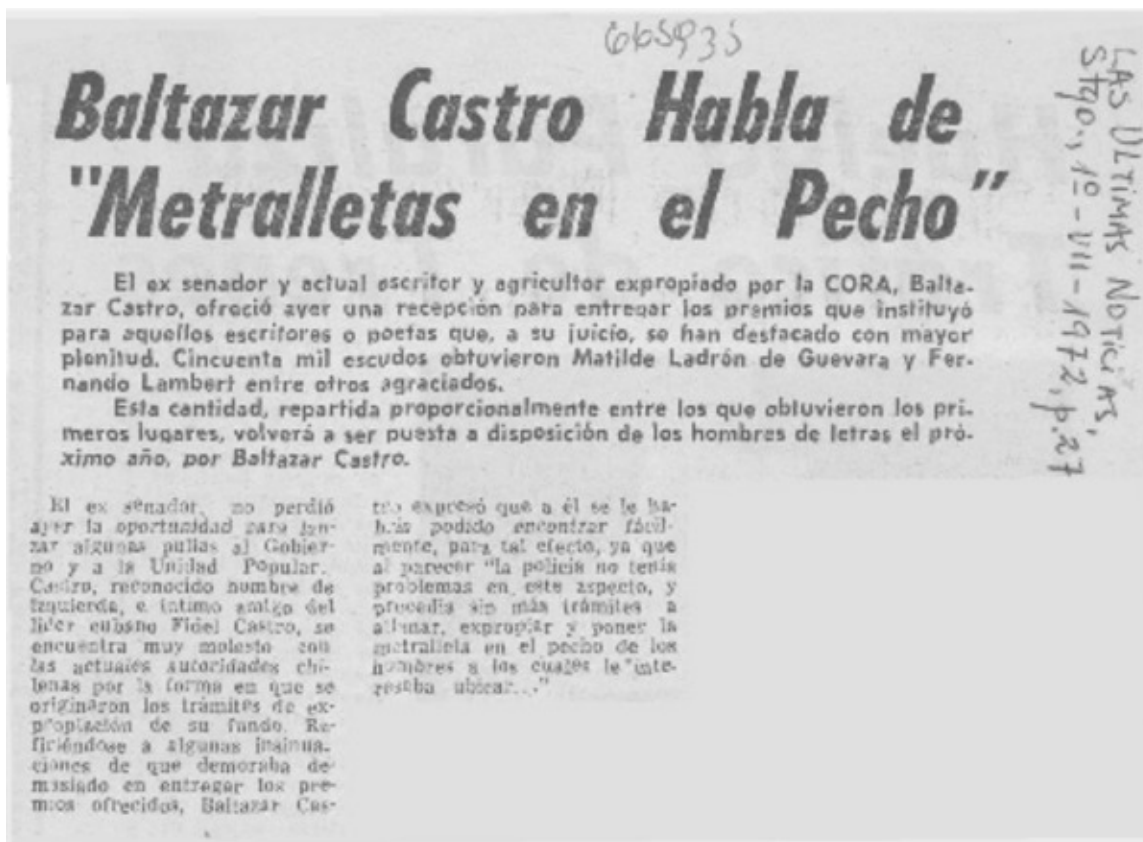 665935
Baltazar Castro Habla de
"Metralletas en el Pecho"
LAS ULTIMAS NOTICIAS,
Stgo., 1º-VII-1972, p.27
El ex senador y actual escritor y agricultor expropiado por la CORA, Balta-
zar Castro, ofreció ayer una recepción para entregar los premios que instituyó
para aquellos escritores o poetas que, a su juicio, se han destacado con mayor
plenitud. Cincuenta mil escudos obtuvieron Matilde Ladrón de Guevara y Fer-
nando Lambert entre otros agraciados.
Esta cantidad, repartida proporcionalmente entre los que obtuvieron los pri-
meros lugares, volverá a ser puesta a disposición de los hombres de letras el pró-
ximo año, por Baltazar Castro.
El ex senador, no perdió
ayer la oportunidad para lan-
zar algunas pullas al Gobier-
no y a la Unidad Popular.
Castro, reconocido hombre de
Izquierda, e íntimo amigo del
líder cubano Fidel Castro, se
encuentra muy molesto con
las actuales autoridades chi-
lenas por la forma en que se
originaron los trámites de ex-
propiación de su fundo. Re-
firiéndose a algunas insinua-
ciones de que demoraba de-
masiado en entregar los pre-
mios ofrecidos, Baltazar Cas-
tro expresó que a él se le ha-
bría podido encontrar fácil-
mente, para tal efecto, ya que
al parecer "la policía no tenía
problemas en este aspecto, y
procedía sin más trámites a
allanar, expropiar y poner la
metralleta en el pecho de los
hombres a los cuales le inte-
resaba ubicar..."